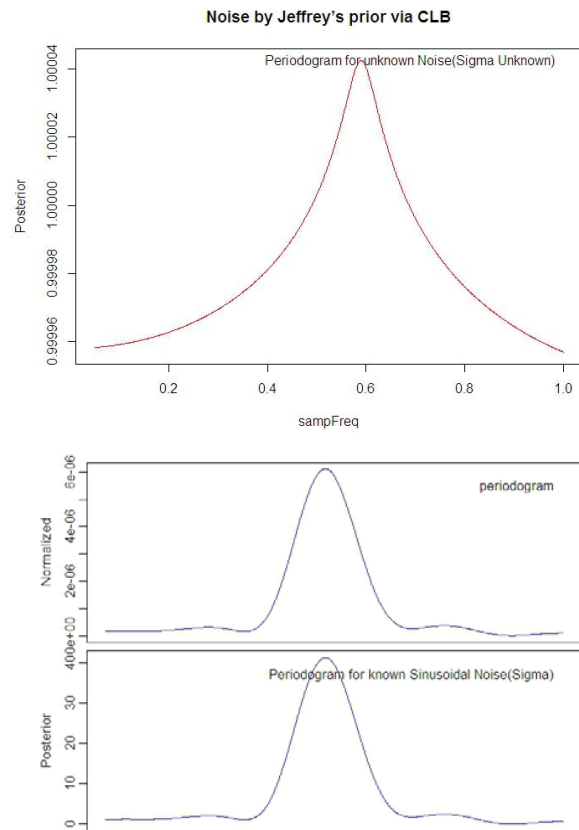 Noise by Jeffrey's prior via CLB
Periodogram for unknown Noise(Sigma Unknown)
1.00004
1.00002
1.00000
0.99998
0.99996
Posterior
0.2
0.4
0.6
0.8
1.0
sampFreq
periodogram
6e-06
4e-06
2e-06
0e+00
Normalized
Periodogram for known Sinusoidal Noise(Sigma)
400
30
20
10
0
Posterior